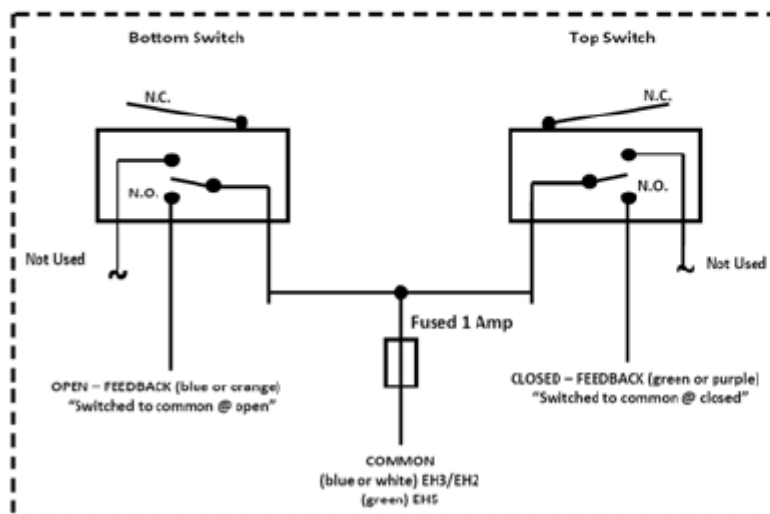 Bottom Switch
Top Switch
N.C.
N.C.
N.O.
N.O.
Not Used
Not Used
Fused 1 Amp
OPEN – FEEDBACK (blue or orange)
"Switched to common @ open"
CLOSED – FEEDBACK (green or purple)
"Switched to common @ closed"
COMMON
(blue or white) EH3/EH2
(green) EH5